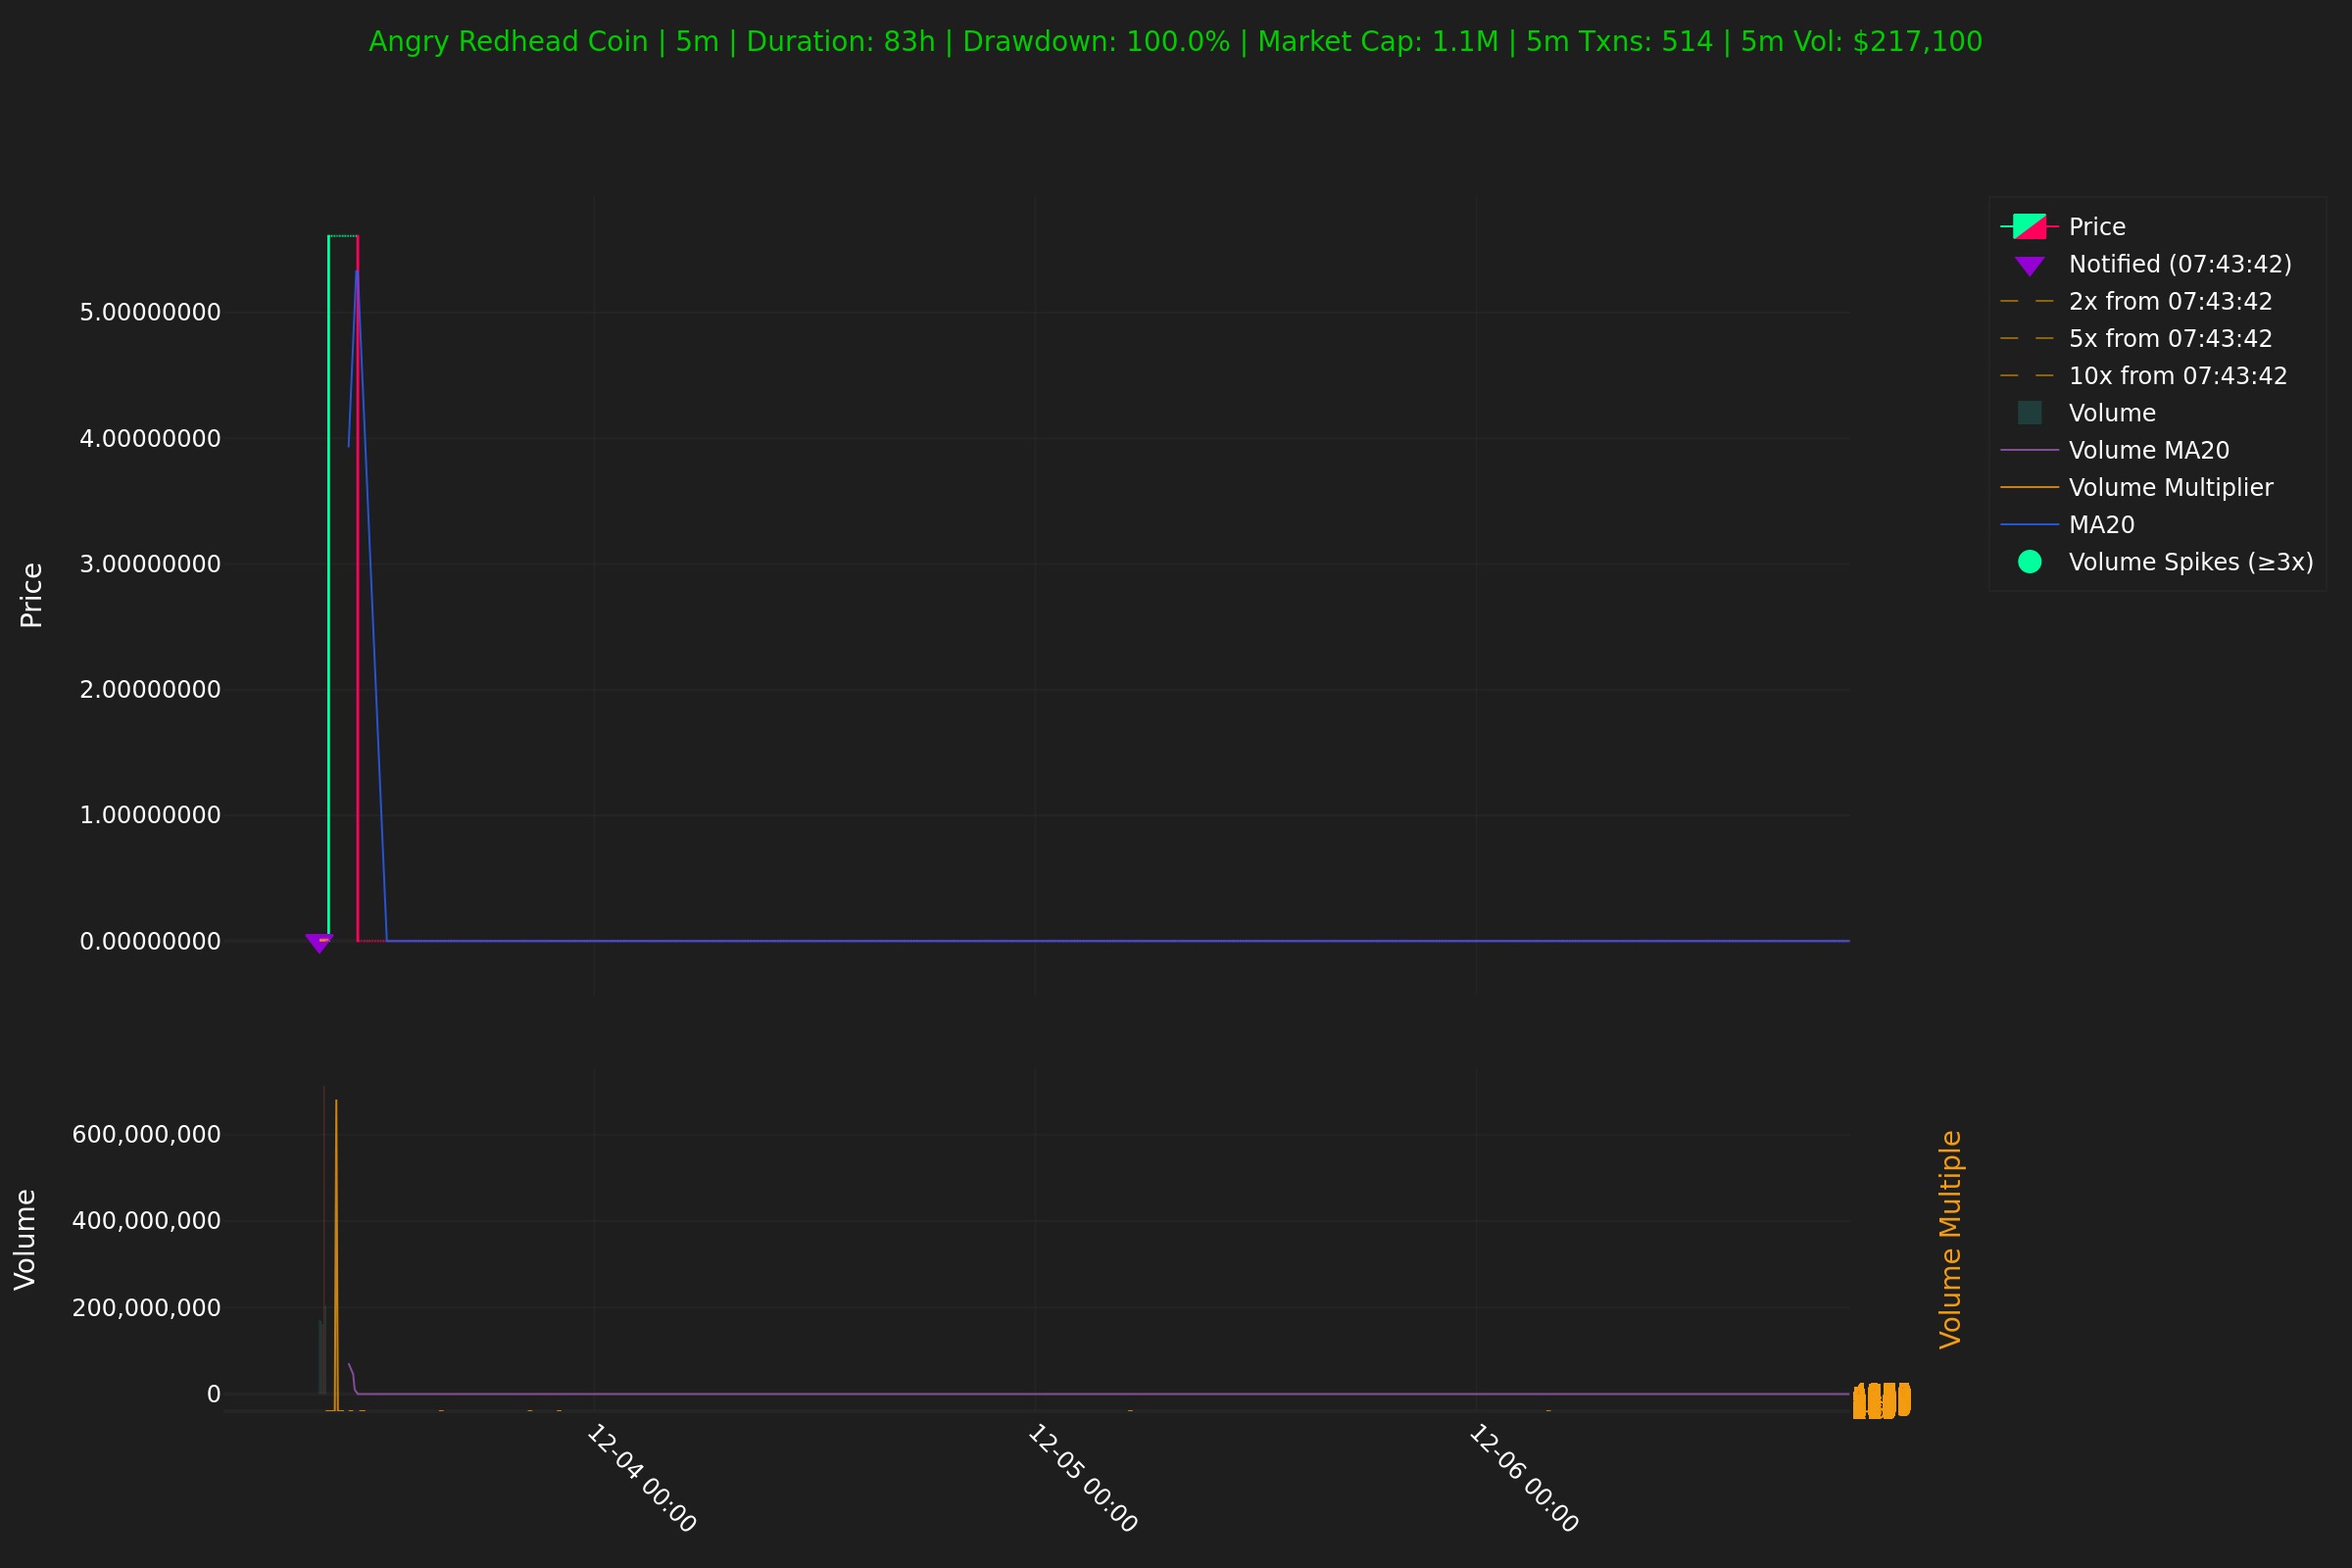 Angry Redhead Coin | 5m | Duration: 83h | Drawdown: 100.0% | Market Cap: 1.1M | 5m Txns: 514 | 5m Vol: $217,100
Price
5.00000000
4.00000000
3.00000000
2.00000000
1.00000000
0.00000000
Price
Notified (07:43:42)
2x from 07:43:42
5x from 07:43:42
10x from 07:43:42
Volume
Volume MA20
Volume Multiplier
MA20
Volume Spikes (≥3x)
Volume
600,000,000
400,000,000
200,000,000
0
Volume Multiple
12-04 00:00
12-05 00:00
12-06 00:00